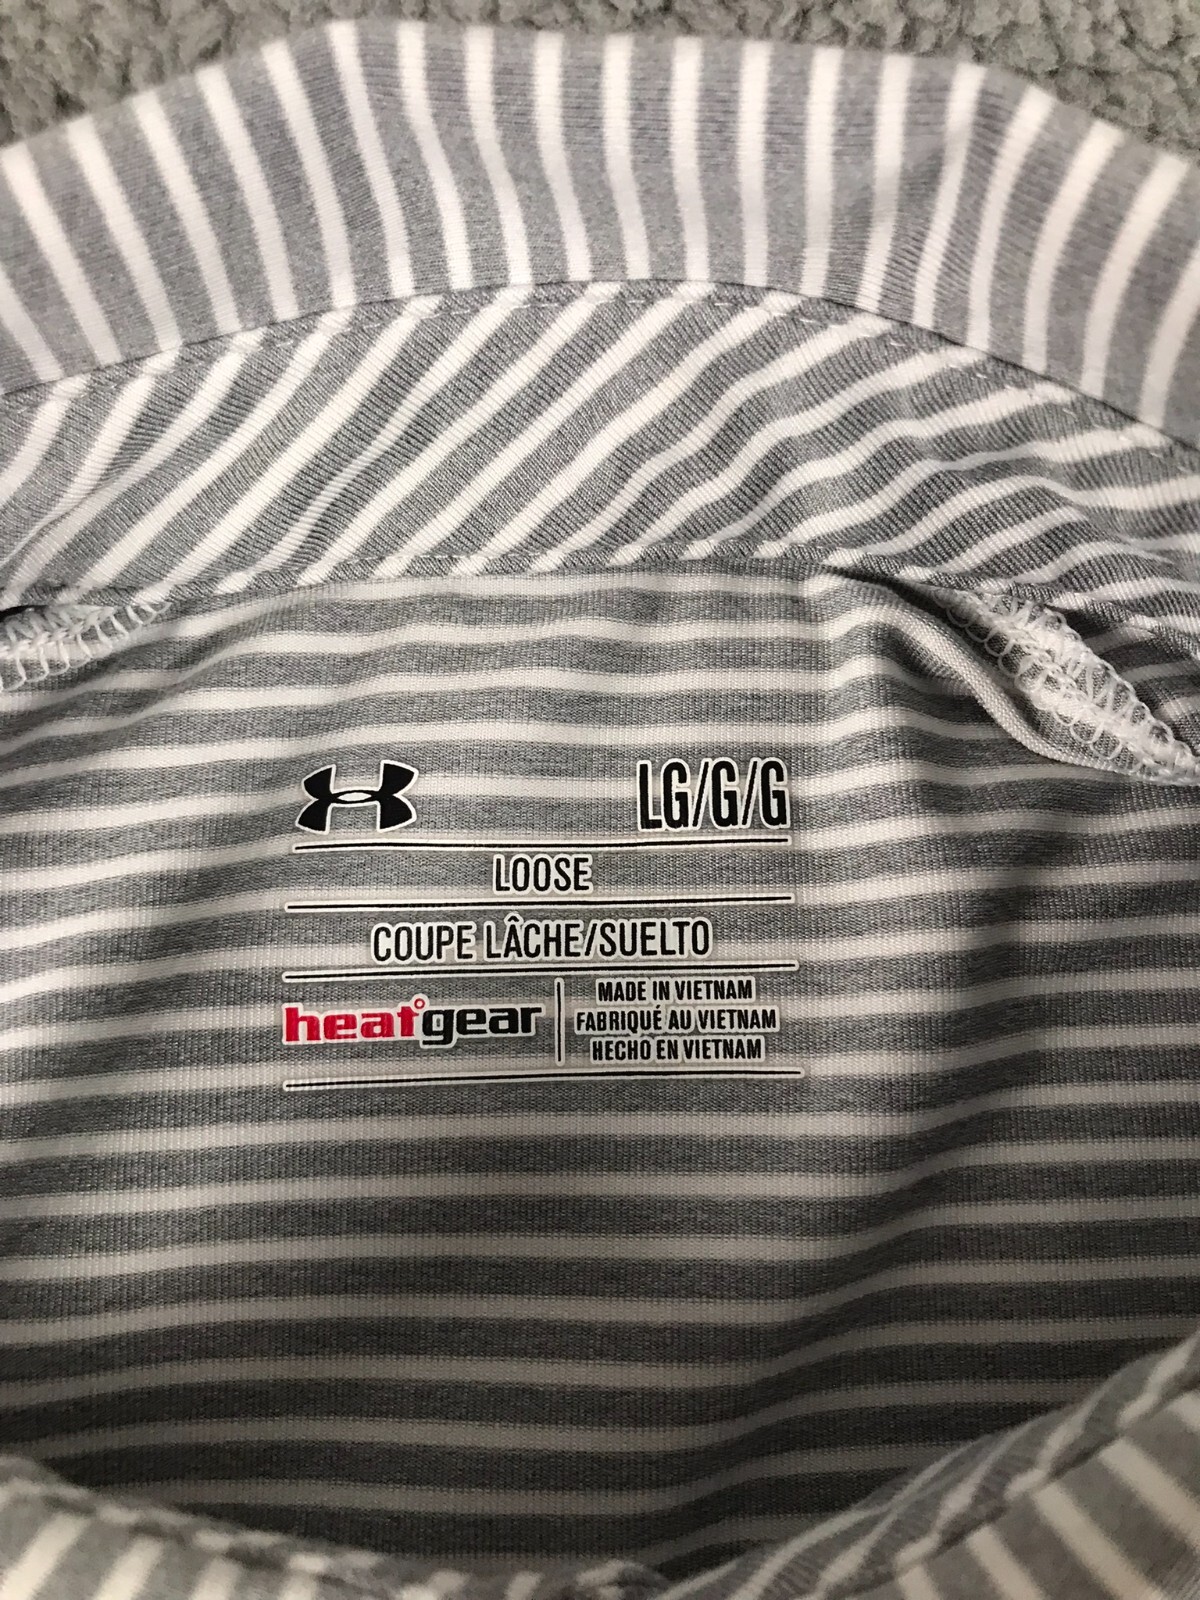 LG/G/G
LOOSE
COUPE LÂCHE/SUELTO
heatgear
MADE IN VIETNAM
FABRIQUÉ AU VIETNAM
HECHO EN VIETNAM